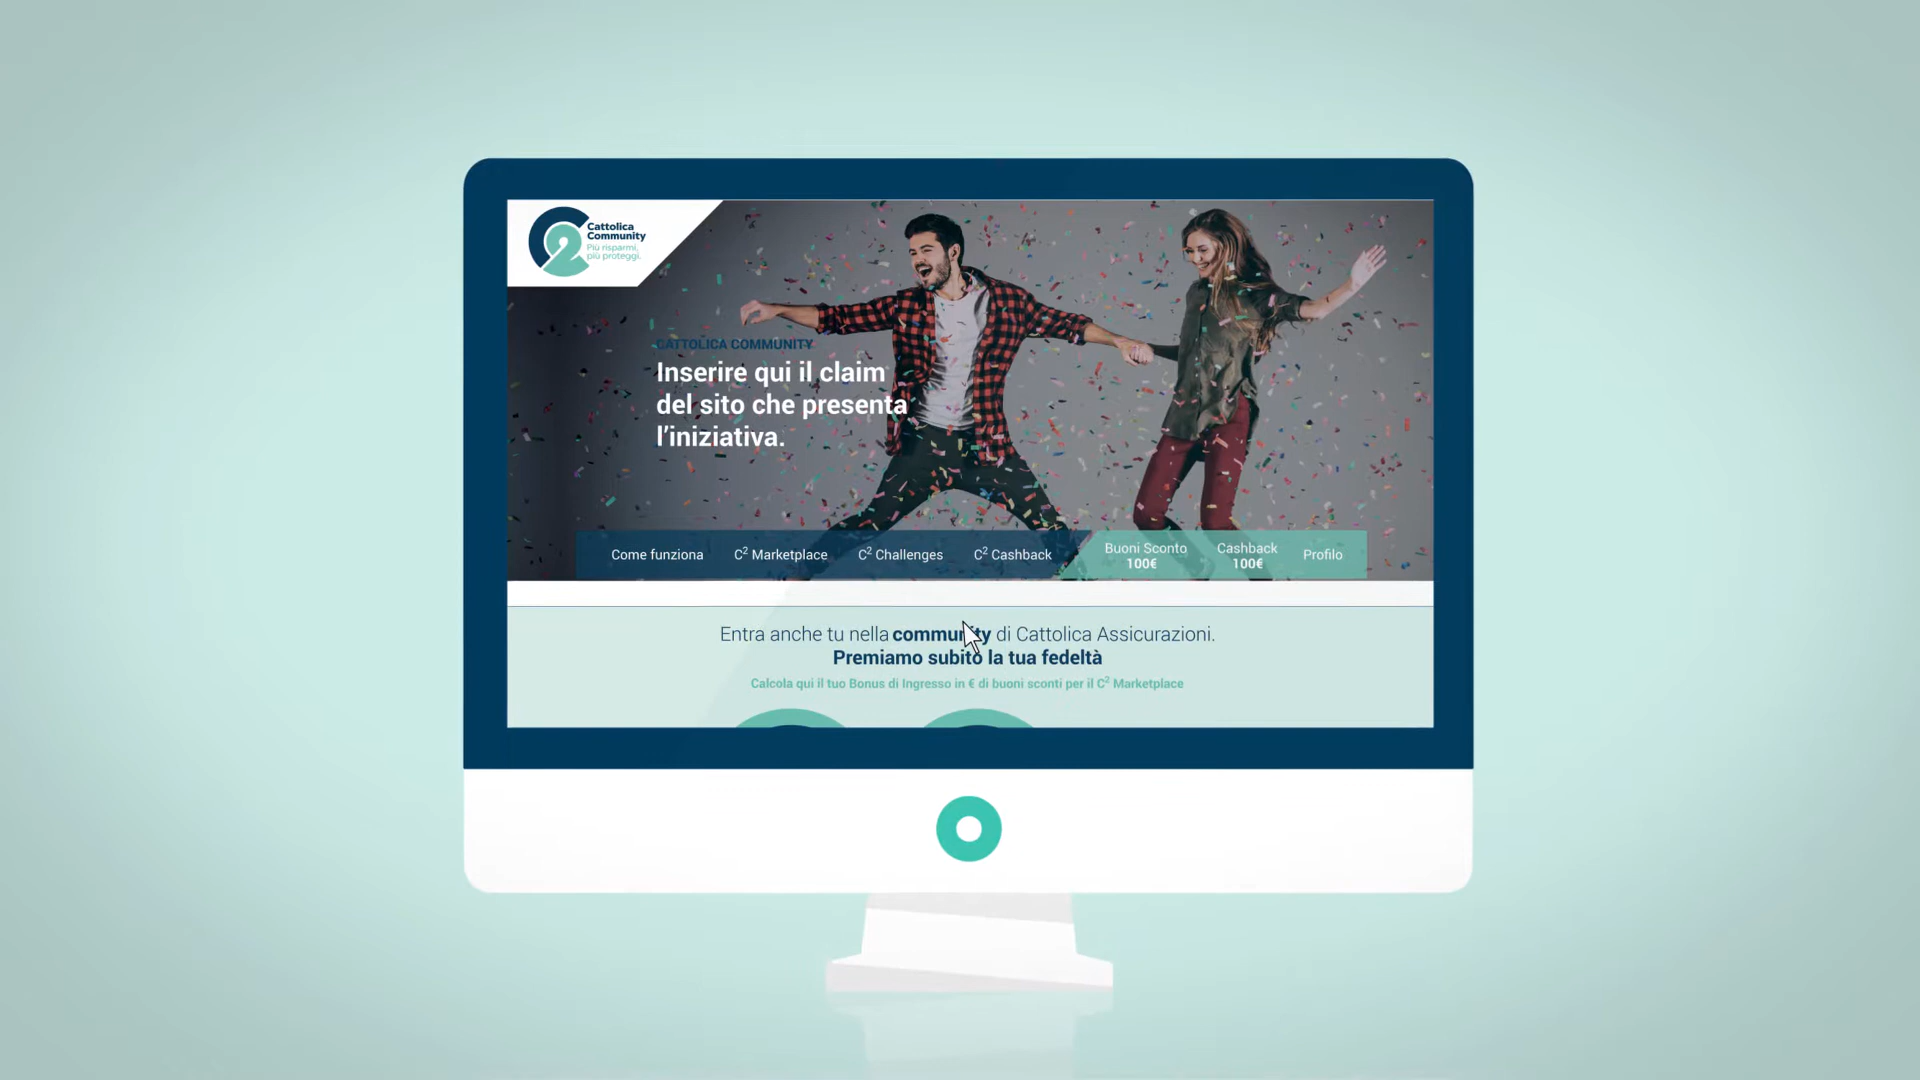 Cattolica
Community
Più risparmi,
più proteggi.
CATTOLICA COMMUNITY
Inserire qui il claim
del sito che presenta
l’iniziativa.
Come funziona
C² Marketplace
C² Challenges
C² Cashback
Buoni Sconto
100€
Cashback
100€
Profilo
Entra anche tu nella community di Cattolica Assicurazioni.
Premiamo subito la tua fedeltà
Calcola qui il tuo Bonus di Ingresso in € di buoni sconti per il C² Marketplace